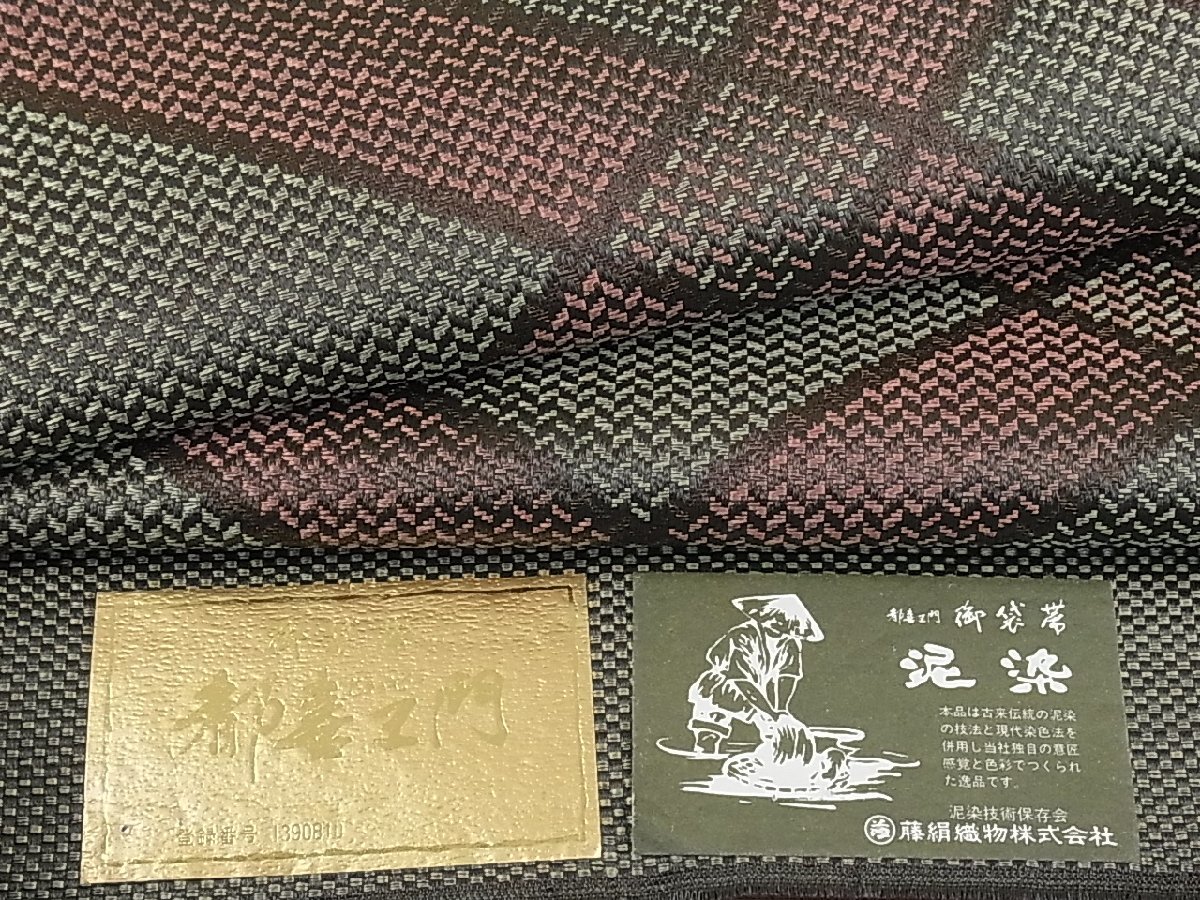 都喜ヱ門
登録番号 1390810
都喜ヱ門 御袋帯
泥染
本品は古来伝統の泥染
の技法と現代染色法を
併用し当社独目の意匠
感覚と色彩でつくられ
た逸品です。
泥染技術保存会
藤絹織物株式会社